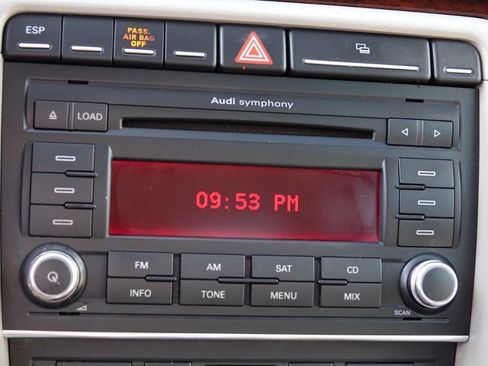 ESP
PASS.
AIR BAG
OFF
Audi symphony
LOAD
09:53 PM
FM AM SAT CD
INFO TONE MENU MIX
SCAN